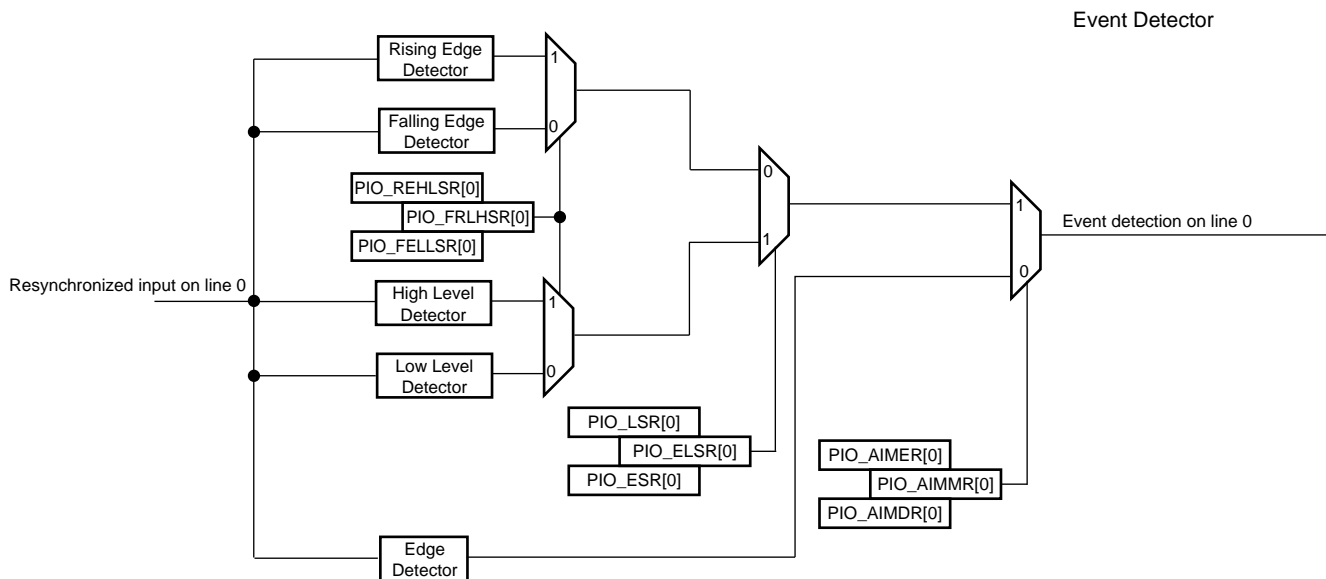 Event Detector
Rising Edge
Detector
1
Falling Edge
Detector
0
PIO_REHLSR[0]
PIO_FRLHSR[0]
PIO_FELLSR[0]
0
1
1
0
Event detection on line 0
Resynchronized input on line 0
High Level
Detector
1
Low Level
Detector
0
PIO_LSR[0]
PIO_ELSR[0]
PIO_ESR[0]
PIO_AIMER[0]
PIO_AIMMR[0]
PIO_AIMDR[0]
Edge
Detector